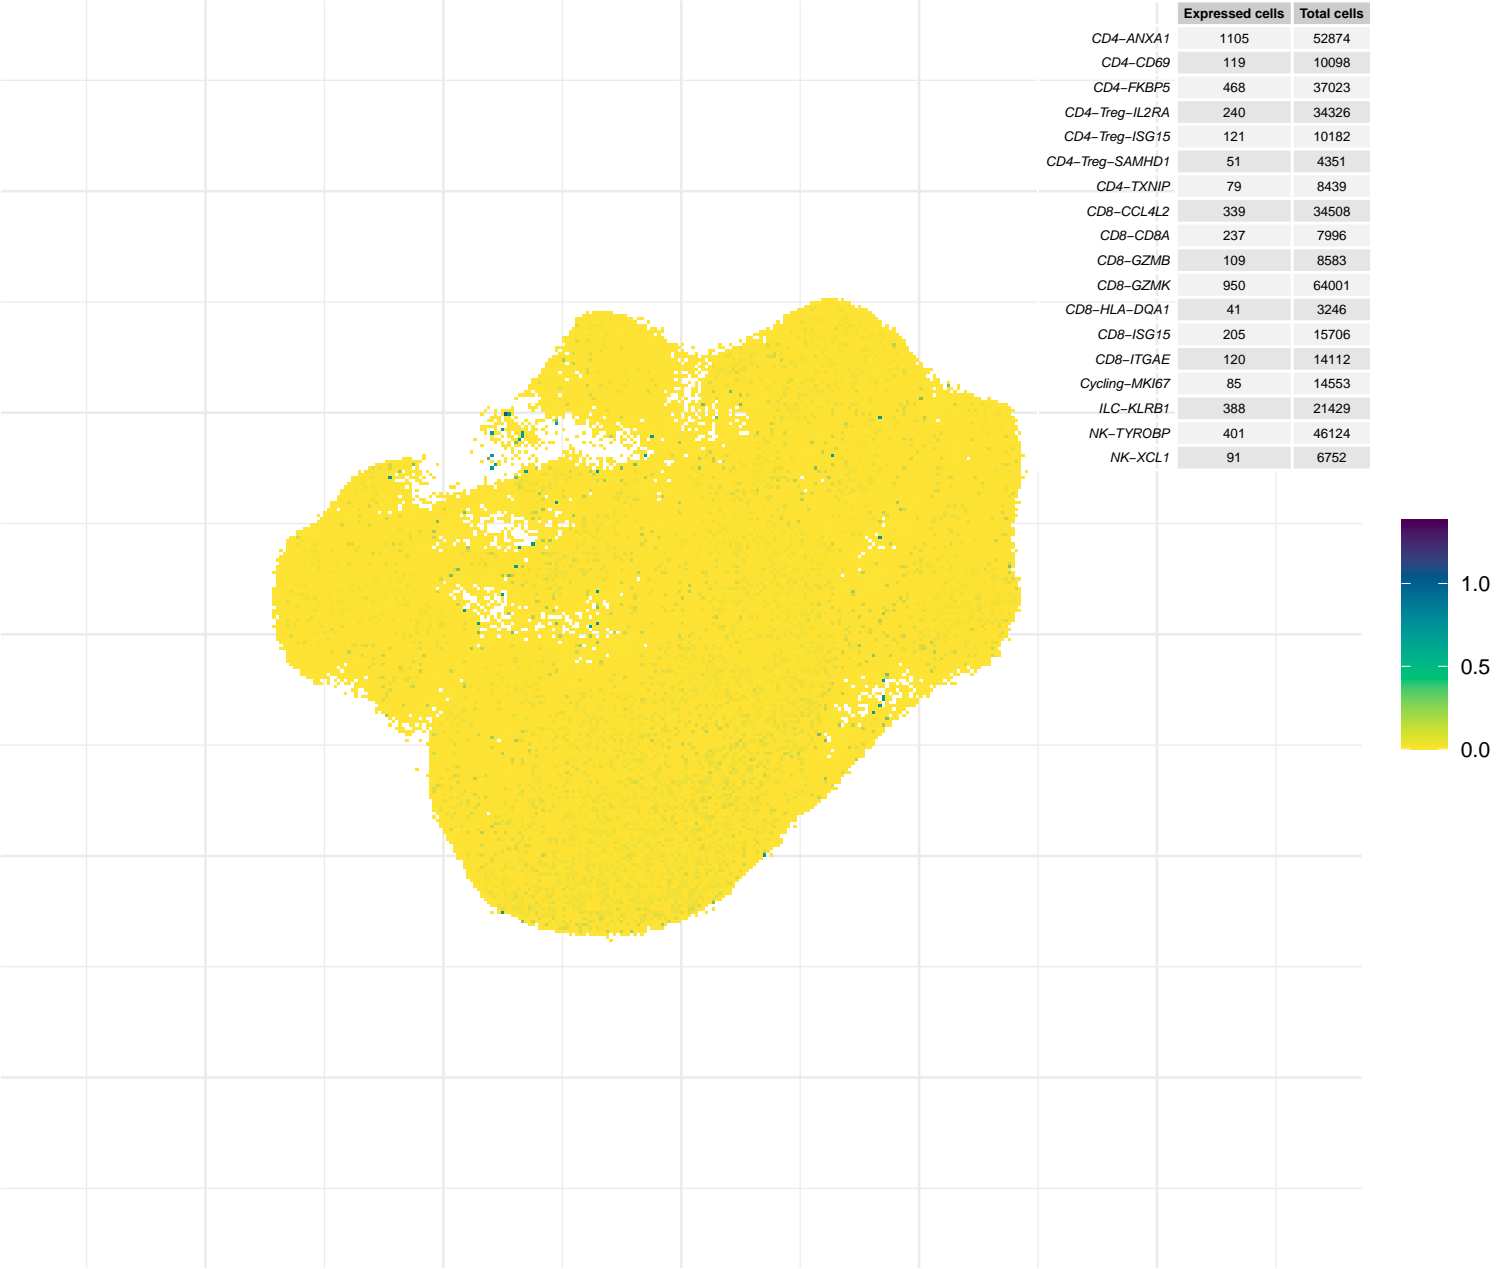 Expressed cells Total cells
CD4−ANXA1 1105 52874
CD4−CD69 119 10098
CD4−FKBP5 468 37023
CD4−Treg−IL2RA 240 34326
CD4−Treg−ISG15 121 10182
CD4−Treg−SAMHD1 51 4351
CD4−TXNIP 79 8439
CD8−CCL4L2 339 34508
CD8−CD8A 237 7996
CD8−GZMB 109 8583
CD8−GZMK 950 64001
CD8−HLA−DQA1 41 3246
CD8−ISG15 205 15706
CD8−ITGAE 120 14112
Cycling−MKI67 85 14553
ILC−KLRB1 388 21429
NK−TYROBP 401 46124
NK−XCL1 91 6752
1.0
0.5
0.0